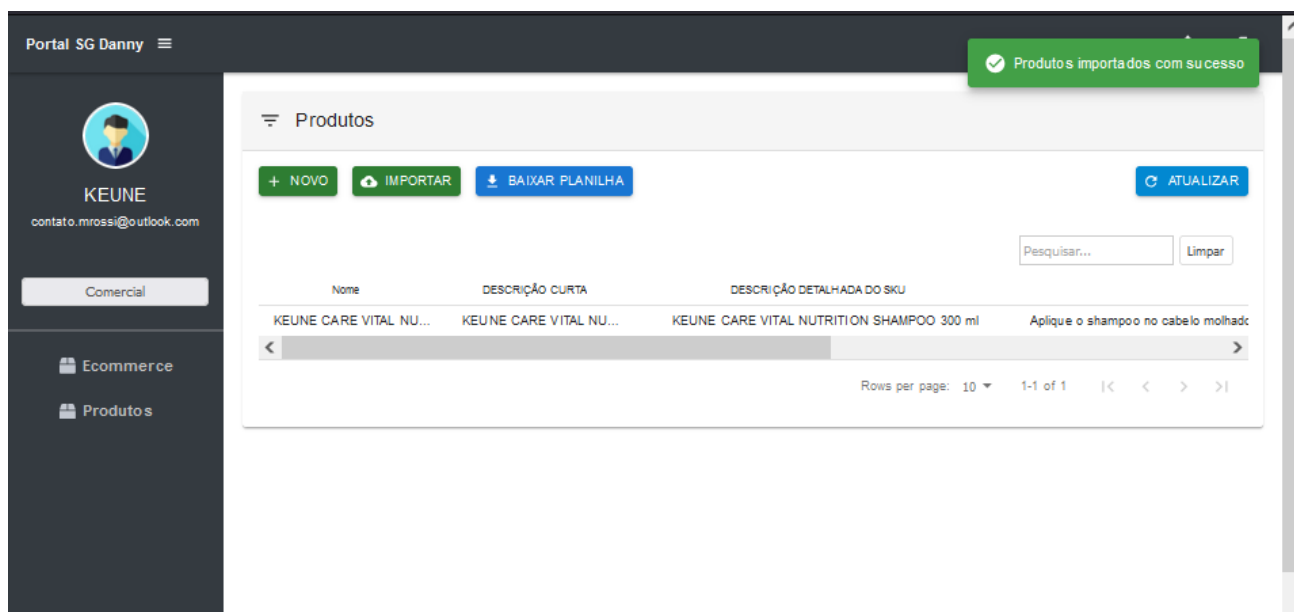 Portal SG Danny
Produtos importados com sucesso
KEUNE
contato.mrossi@outlook.com
Comercial
Ecommerce
Produtos
Produtos
+ NOVO
IMPORTAR
BAIXAR PLANILHA
ATUALIZAR
Pesquisar...
Limpar
Nome DESCRIÇÃO CURTA DESCRIÇÃO DETALHADA DO SKU
KEUNE CARE VITAL NU... KEUNE CARE VITAL NU... KEUNE CARE VITAL NUTRITION SHAMPOO 300 ml Aplique o shampoo no cabelo molhado
Rows per page: 10 1-1 of 1